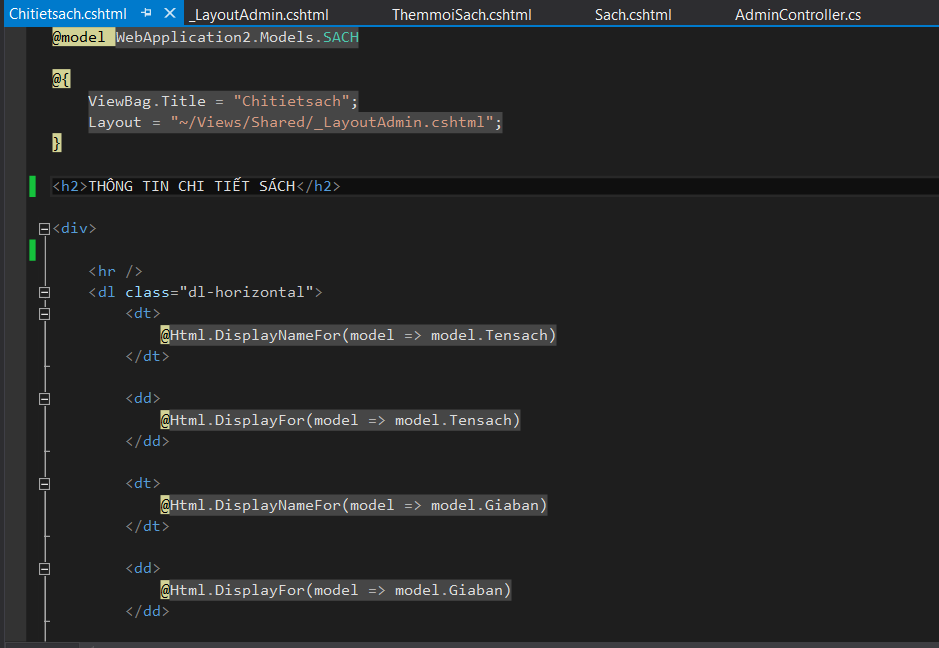 Chitietsach.cshtml _LayoutAdmin.cshtml ThemmoiSach.cshtml Sach.cshtml AdminController.cs
@model WebApplication2.Models.SACH
@{
ViewBag.Title = "Chitietsach";
Layout = "~/Views/Shared/_LayoutAdmin.cshtml";
}
<h2>THÔNG TIN CHI TIẾT SÁCH</h2>
<div>
<hr />
<dl class="dl-horizontal">
<dt>
@Html.DisplayNameFor(model => model.Tensach)
</dt>
<dd>
@Html.DisplayFor(model => model.Tensach)
</dd>
<dt>
@Html.DisplayNameFor(model => model.Giaban)
</dt>
<dd>
@Html.DisplayFor(model => model.Giaban)
</dd>